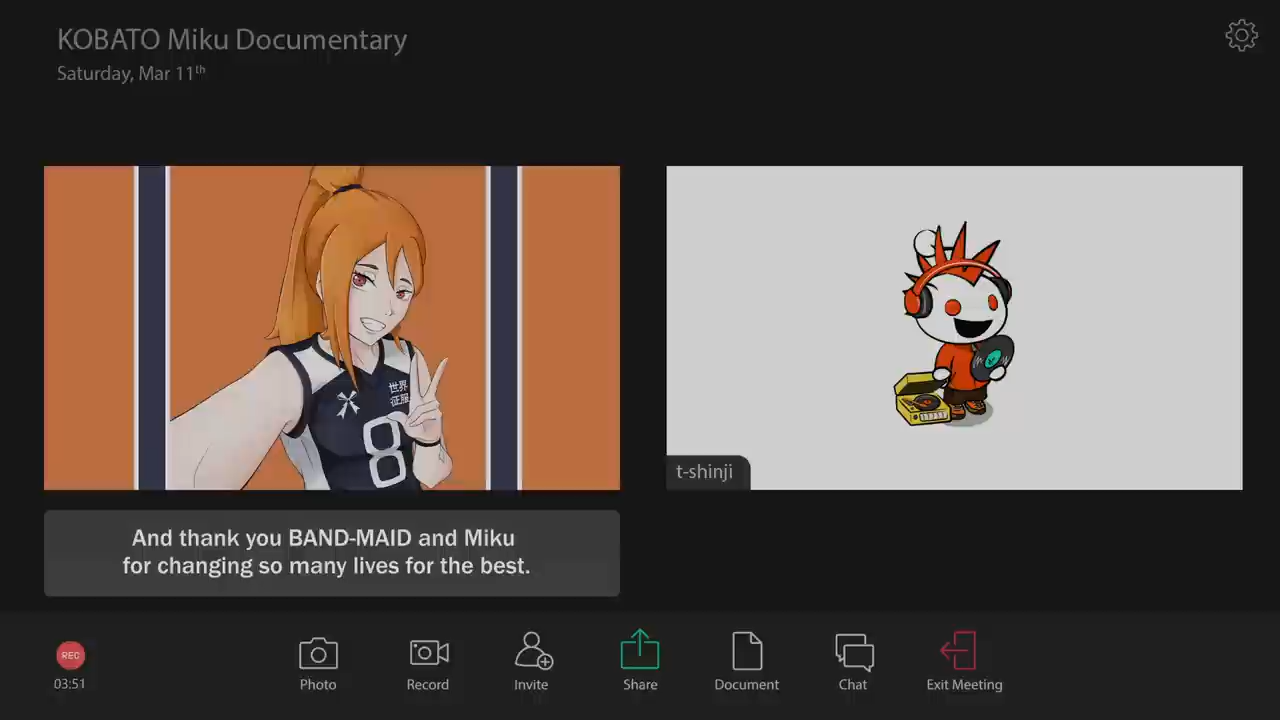 KOBATO Miku Documentary
Saturday, Mar 11th
世界
征服
8
t-shinji
And thank you BAND-MAID and Miku
for changing so many lives for the best.
REC
03:51
Photo
Record
Invite
Share
Document
Chat
Exit Meeting